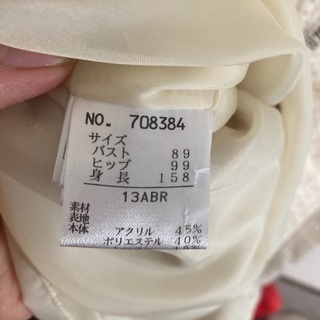 NO. 708384
サイズ
バスト 89
ヒップ 99
身長 158
13ABR
素材
表地
本体 アクリル 45%
ポリエステル 40%